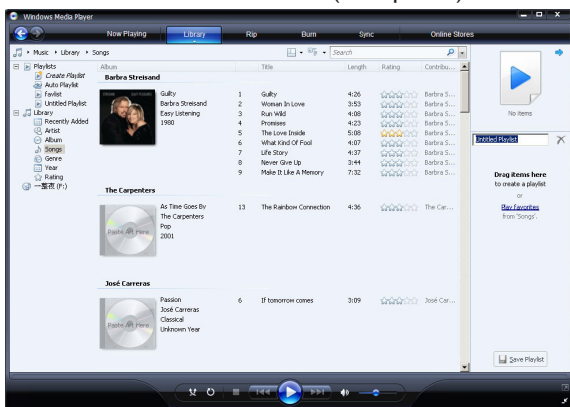 Windows Media Player
Now Playing Library Rip Burn Sync Online Stores
Music Library Songs
Search
Playlists
Create Playlist
Auto Playlist
favlist
Untitled Playlist
Library
Recently Added
Artist
Album
Songs
Genre
Year
Rating
(F:)
Album Title Length Rating Contribu...
Barbra Streisand
Guilty 1 Guilty 4:26 Barbra S...
Barbra Streisand 2 Woman In Love 3:53 Barbra S...
Easy Listening 3 Run Wild 4:08 Barbra S...
1980 4 Promises 4:23 Barbra S...
5 The Love Inside 5:08 Barbra S...
6 What Kind Of Fool 4:07 Barbra S...
7 Life Story 4:37 Barbra S...
8 Never Give Up 3:44 Barbra S...
9 Make It Like A Memory 7:32 Barbra S...
The Carpenters
Paste Art Here
As Time Goes By 13 The Rainbow Connection 4:36 The Car...
The Carpenters
Pop
2001
José Carreras
Paste Art Here
Passion 6 If tomorrow comes 3:09 José Car...
José Carreras
Classical
Unknown Year
No items
Untitled Playlist
Drag items here
to create a playlist
or
Play favorites
from 'Songs'.
Save Playlist